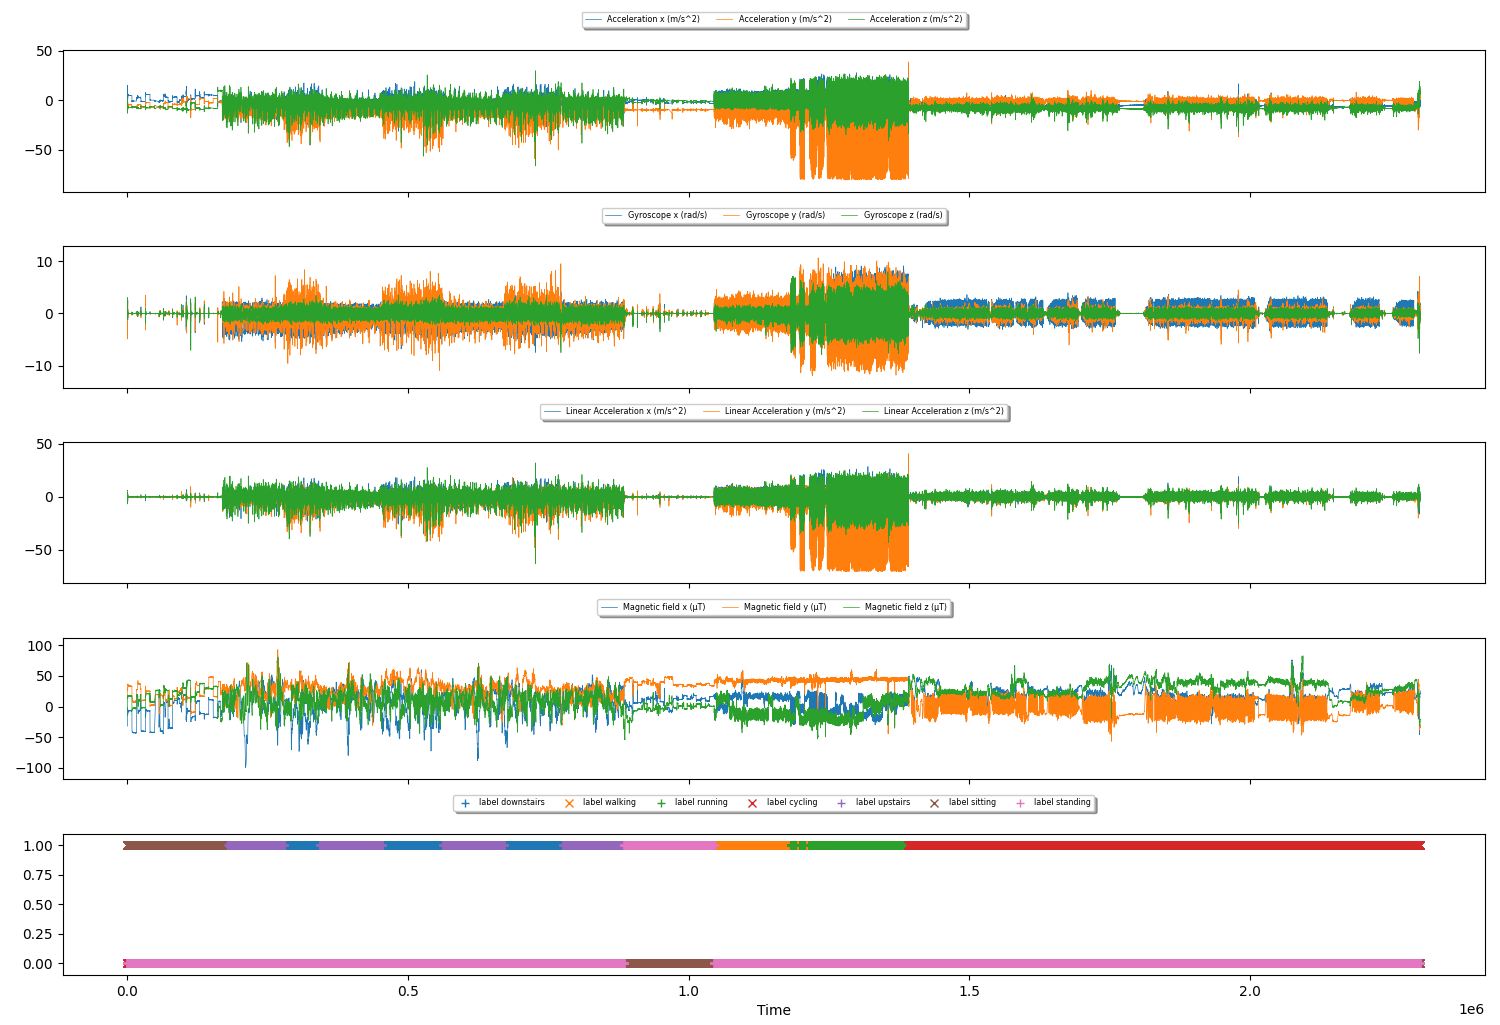 Acceleration x (m/s^2) Acceleration y (m/s^2) Acceleration z (m/s^2)
50
0
−50
Gyroscope x (rad/s) Gyroscope y (rad/s) Gyroscope z (rad/s)
10
0
−10
Linear Acceleration x (m/s^2) Linear Acceleration y (m/s^2) Linear Acceleration z (m/s^2)
50
0
−50
Magnetic field x (μT) Magnetic field y (μT) Magnetic field z (μT)
100
50
0
−50
−100
label downstairs label walking label running label cycling label upstairs label sitting label standing
1.00
0.75
0.50
0.25
0.00
0.0 0.5 1.0 1.5 2.0
Time 1e6